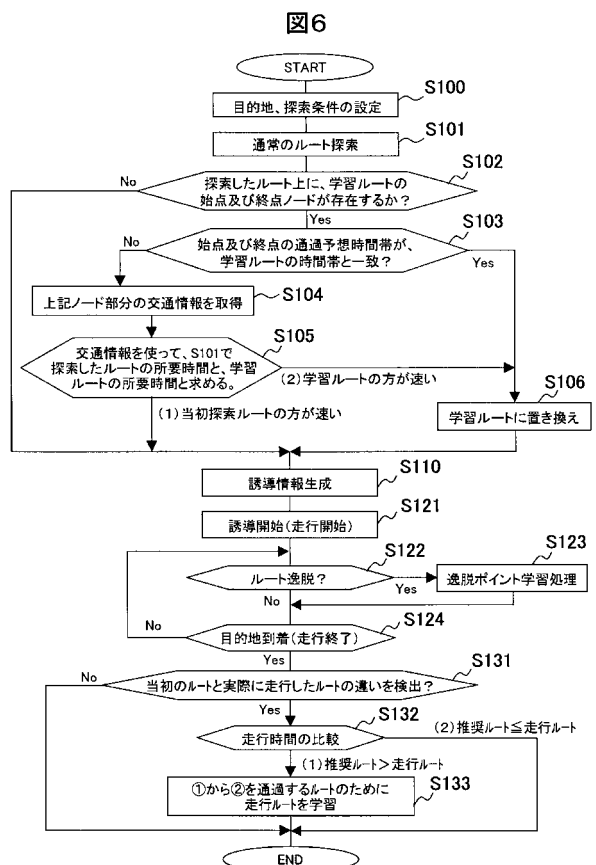 図6
START
S100
目的地、探索条件の設定
S101
通常のルート探索
S102
探索したルート上に、学習ルートの
始点及び終点ノードが存在するか？
No
Yes
S103
始点及び終点の通過予想時間帯が、
学習ルートの時間帯と一致？
No
Yes
S104
上記ノード部分の交通情報を取得
S105
交通情報を使って、S101で
探索したルートの所要時間と、学習
ルートの所要時間と求める。
(2)学習ルートの方が速い
(1)当初探索ルートの方が速い
S106
学習ルートに置き換え
S110
誘導情報生成
S121
誘導開始(走行開始)
S122
ルート逸脱？
Yes
No
S123
逸脱ポイント学習処理
S124
目的地到着(走行終了)
No
Yes
S131
当初のルートと実際に走行したルートの違いを検出？
No
Yes
S132
走行時間の比較
(2)推奨ルート≦走行ルート
(1)推奨ルート＞走行ルート
S133
①から②を通過するルートのために
走行ルートを学習
END